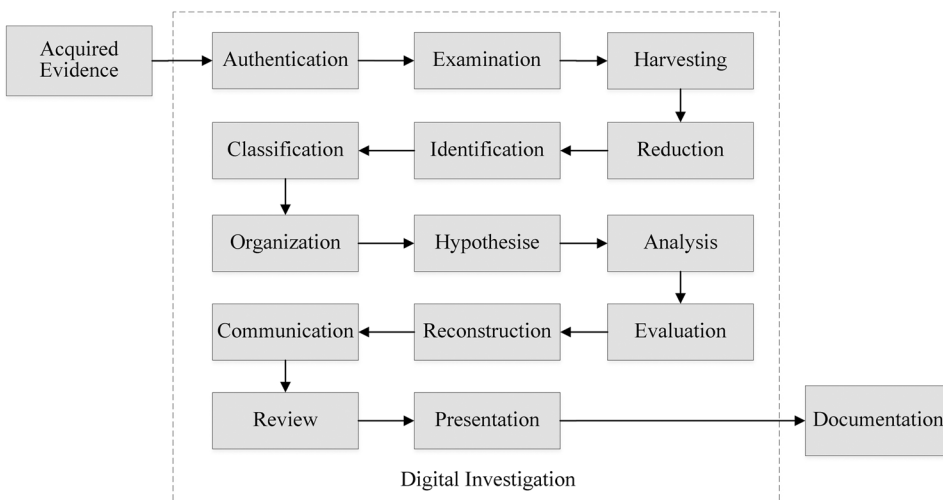 Acquired
Evidence
Authentication
Examination
Harvesting
Classification
Identification
Reduction
Organization
Hypothesise
Analysis
Communication
Reconstruction
Evaluation
Review
Presentation
Documentation
Digital Investigation